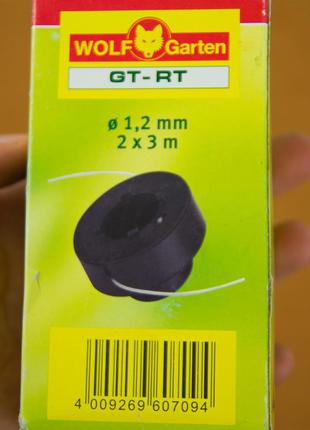 WOLF Garten
GT-RT
ø 1,2 mm
2 x 3 m
4 009269 607094